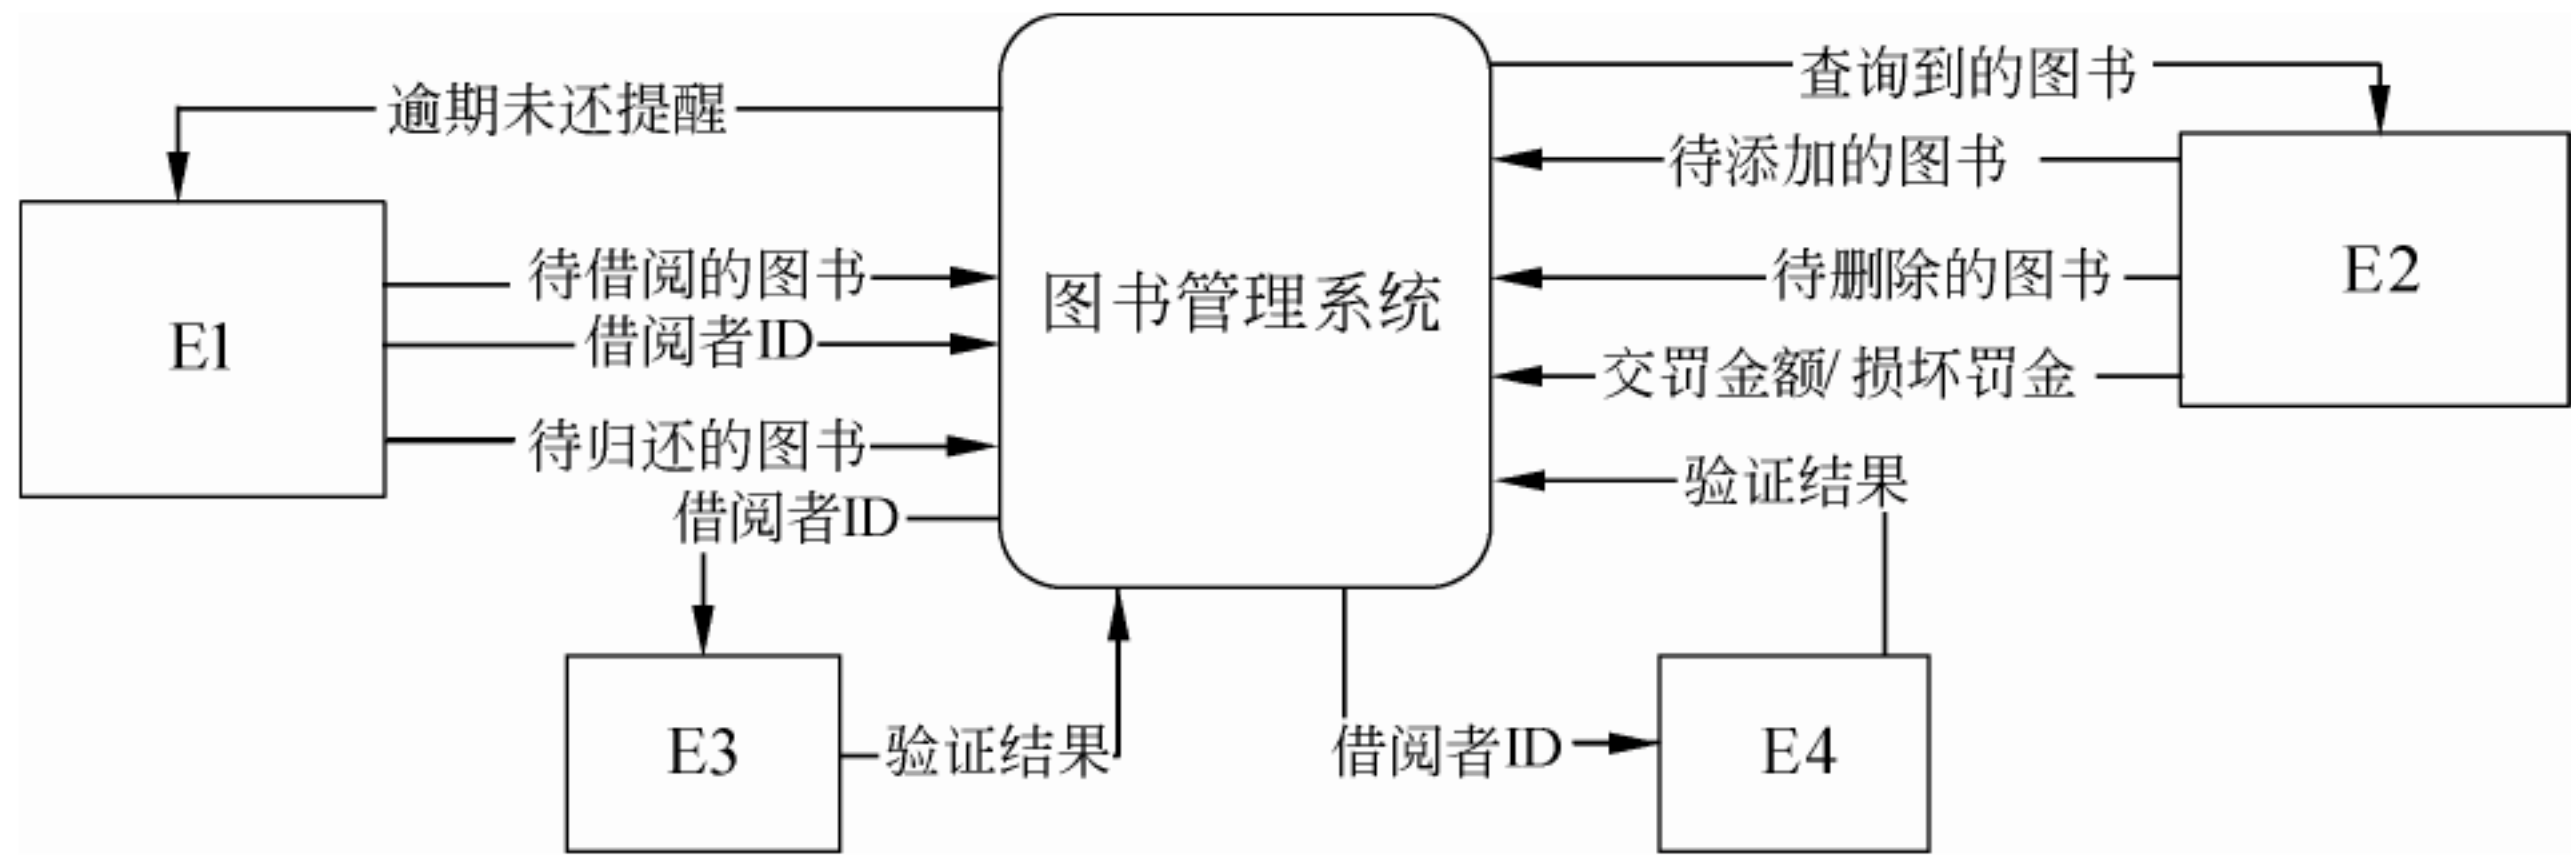 查询到的图书
逾期未还提醒
待添加的图书
待借阅的图书
待删除的图书
E2
图书管理系统
E1
借阅者ID
交罚金额/损坏罚金
待归还的图书
验证结果
借阅者ID
E3
验证结果
借阅者ID
E4